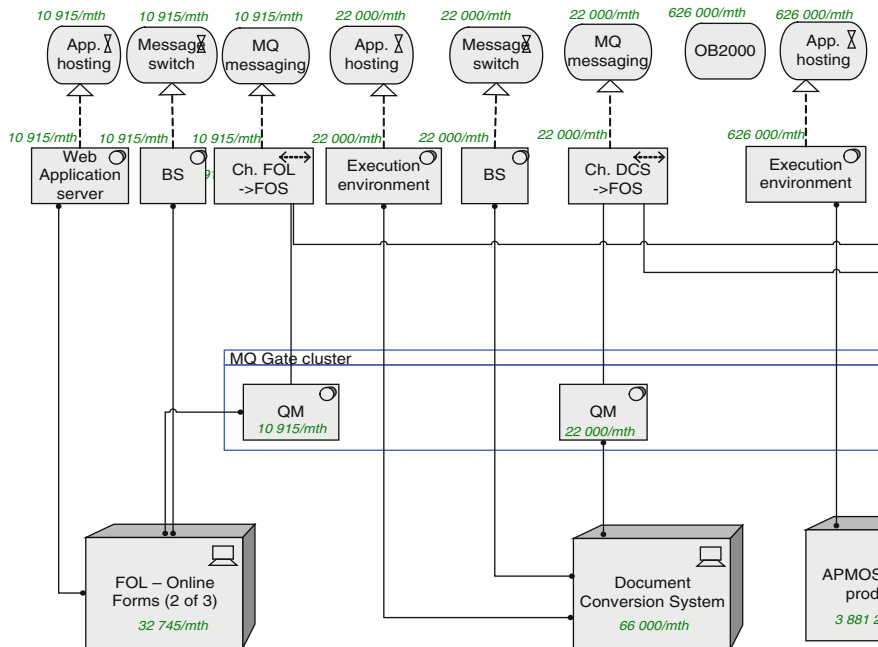 10 915/mth 10 915/mth 10 915/mth 22 000/mth 22 000/mth 22 000/mth 626 000/mth 626 000/mth
App.
hosting
Message
switch
MQ
messaging
App.
hosting
Message
switch
MQ
messaging
OB2000
App.
hosting
10 915/mth 10 915/mth 10 915/mth 22 000/mth 22 000/mth 22 000/mth 626 000/mth
Web
Application
server
BS
Ch. FOL
->FOS
Execution
environment
BS
Ch. DCS
->FOS
Execution
environment
MQ Gate cluster
QM
10 915/mth
QM
22 000/mth
FOL – Online
Forms (2 of 3)
32 745/mth
Document
Conversion System
66 000/mth
APMOS
prod
3 881 2